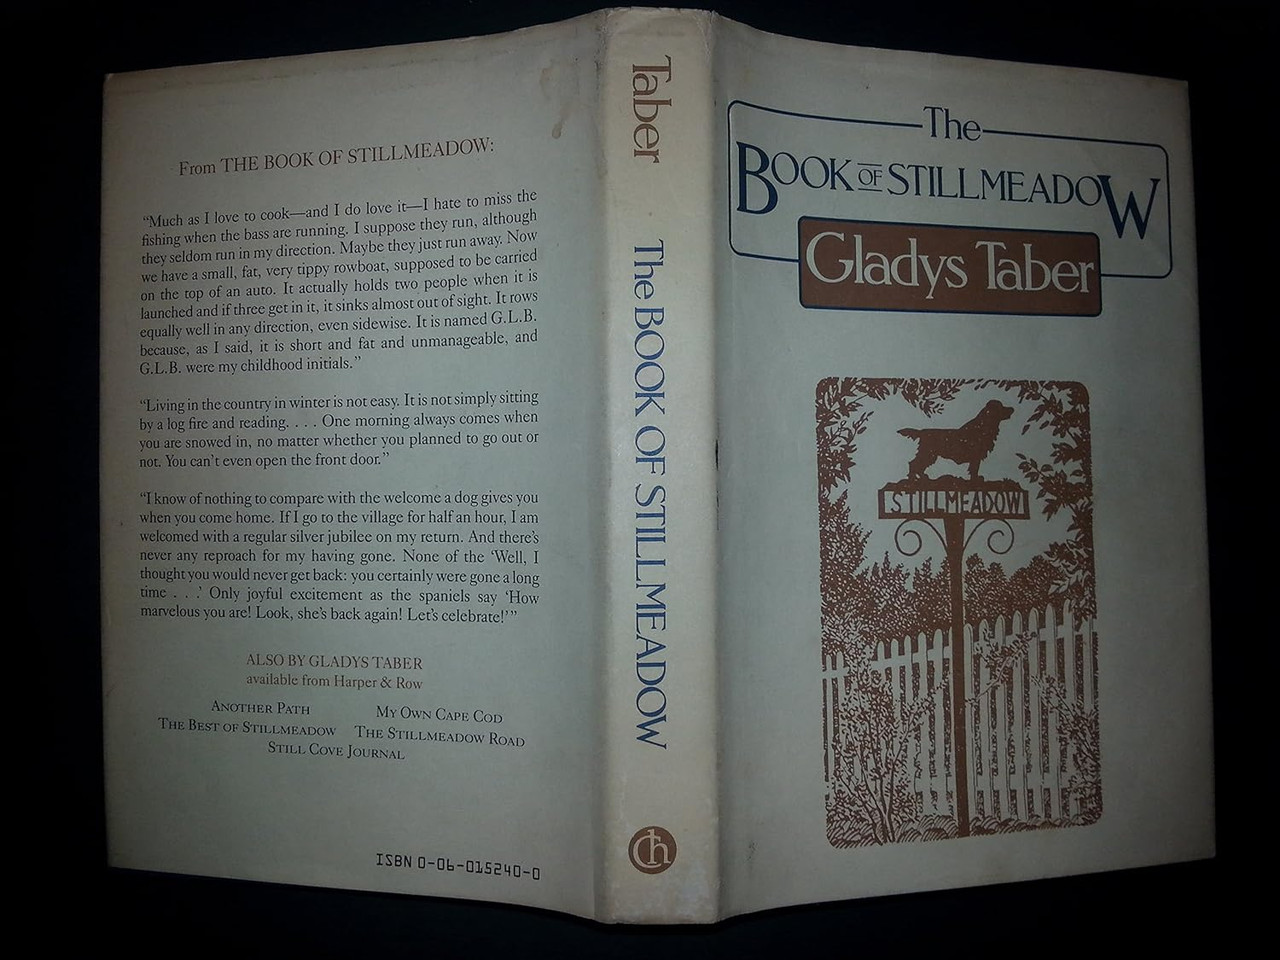 From THE BOOK OF STILLMEADOW:
“Much as I love to cook—and I do love it—I hate to miss the
fishing when the bass are running. I suppose they run, although
they seldom run in my direction. Maybe they just run away. Now
we have a small, fat, very tippy rowboat, supposed to be carried
on the top of an auto. It actually holds two people when it is
launched and if three get in it, it sinks almost out of sight. It rows
equally well in any direction, even sidewise. It is named G.L.B.
because, as I said, it is short and fat and unmanageable, and
G.L.B. were my childhood initials.”
“Living in the country in winter is not easy. It is not simply sitting
by a log fire and reading. . . . One morning always comes when
you are snowed in, no matter whether you planned to go out or
not. You can't even open the front door.”
“I know of nothing to compare with the welcome a dog gives you
when you come home. If I go to the village for half an hour, I am
welcomed with a regular silver jubilee on my return. And there's
never any reproach for my having gone. None of the ‘Well, I
thought you would never get back: you certainly were gone a long
time . . .’ Only joyful excitement as the spaniels say ‘How
marvelous you are! Look, she's back again! Let's celebrate!’”
ALSO BY GLADYS TABER
available from Harper & Row
ANOTHER PATH MY OWN CAPE COD
THE BEST OF STILLMEADOW THE STILLMEADOW ROAD
STILL COVE JOURNAL
ISBN 0-06-015240-0
Taber
The BOOK OF STILLMEADOW
ch
The
BOOK OF STILLMEADOW
Gladys Taber
STILLMEADOW